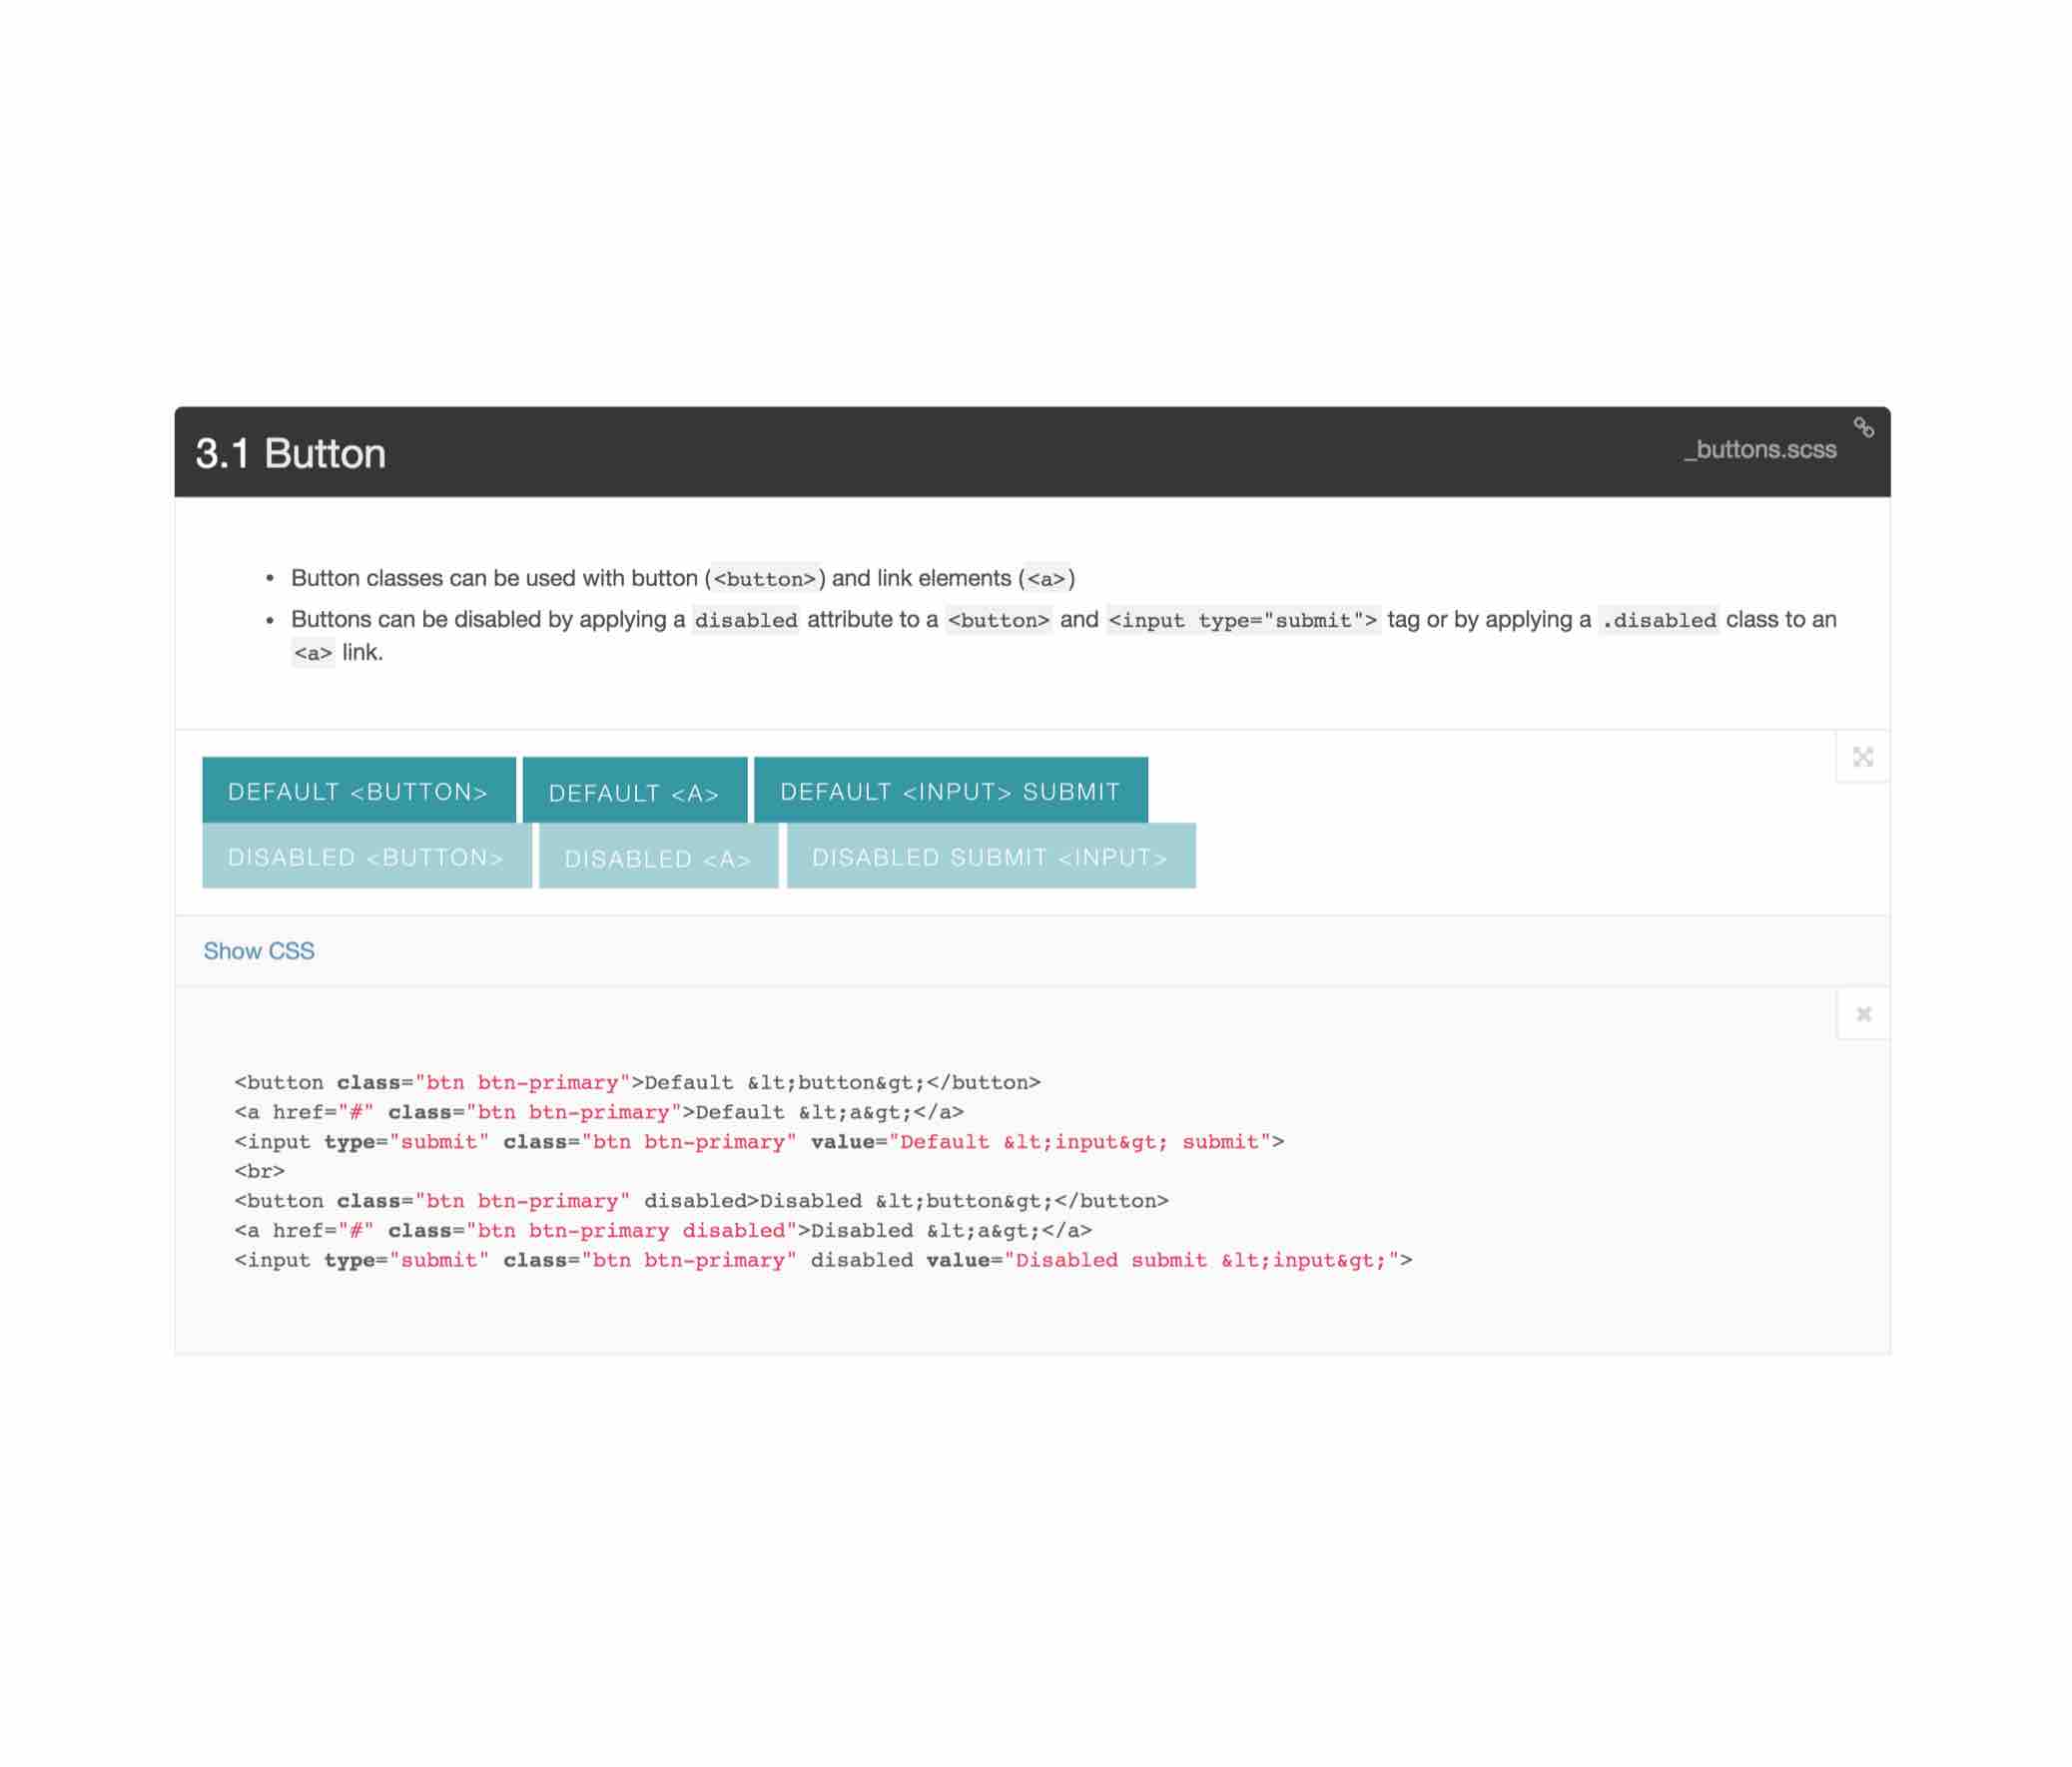 3.1 Button
_buttons.scss
• Button classes can be used with button (<button>) and link elements (<a>)
• Buttons can be disabled by applying a disabled attribute to a <button> and <input type="submit"> tag or by applying a .disabled class to an
<a> link.
DEFAULT <BUTTON> DEFAULT <A> DEFAULT <INPUT> SUBMIT
DISABLED <BUTTON> DISABLED <A> DISABLED SUBMIT <INPUT>
Show CSS
<button class="btn btn-primary">Default &lt;button&gt;</button>
<a href="#" class="btn btn-primary">Default &lt;a&gt;</a>
<input type="submit" class="btn btn-primary" value="Default &lt;input&gt; submit">
<br>
<button class="btn btn-primary" disabled>Disabled &lt;button&gt;</button>
<a href="#" class="btn btn-primary disabled">Disabled &lt;a&gt;</a>
<input type="submit" class="btn btn-primary" disabled value="Disabled submit &lt;input&gt;">